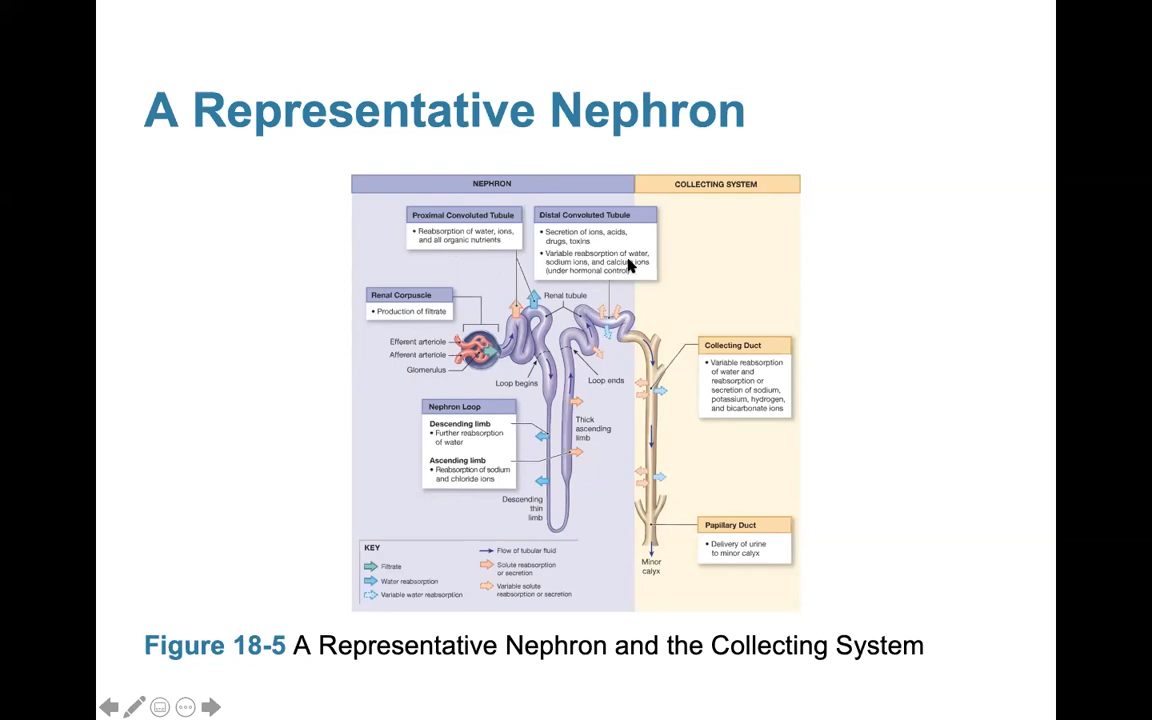 A Representative Nephron
NEPHRON
COLLECTING SYSTEM
Proximal Convoluted Tubule
• Reabsorption of water, ions,
and all organic nutrients
Distal Convoluted Tubule
• Secretion of ions, acids,
drugs, toxins
• Variable reabsorption of water,
sodium ions, and calcium ions
(under hormonal control)
Renal Corpuscle
• Production of filtrate
Renal tubule
Efferent arteriole
Afferent arteriole
Glomerulus
Loop begins
Loop ends
Collecting Duct
• Variable reabsorption
of water and
reabsorption or
secretion of sodium,
potassium, hydrogen,
and bicarbonate ions
Nephron Loop
Descending limb
• Further reabsorption
of water
Ascending limb
• Reabsorption of sodium
and chloride ions
Thick
ascending
limb
Descending
thin
limb
Papillary Duct
• Delivery of urine
to minor calyx
Minor
calyx
KEY
Filtrate
Water reabsorption
Variable water reabsorption
Flow of tubular fluid
Solute reabsorption
or secretion
Variable solute
reabsorption or secretion
Figure 18-5 A Representative Nephron and the Collecting System